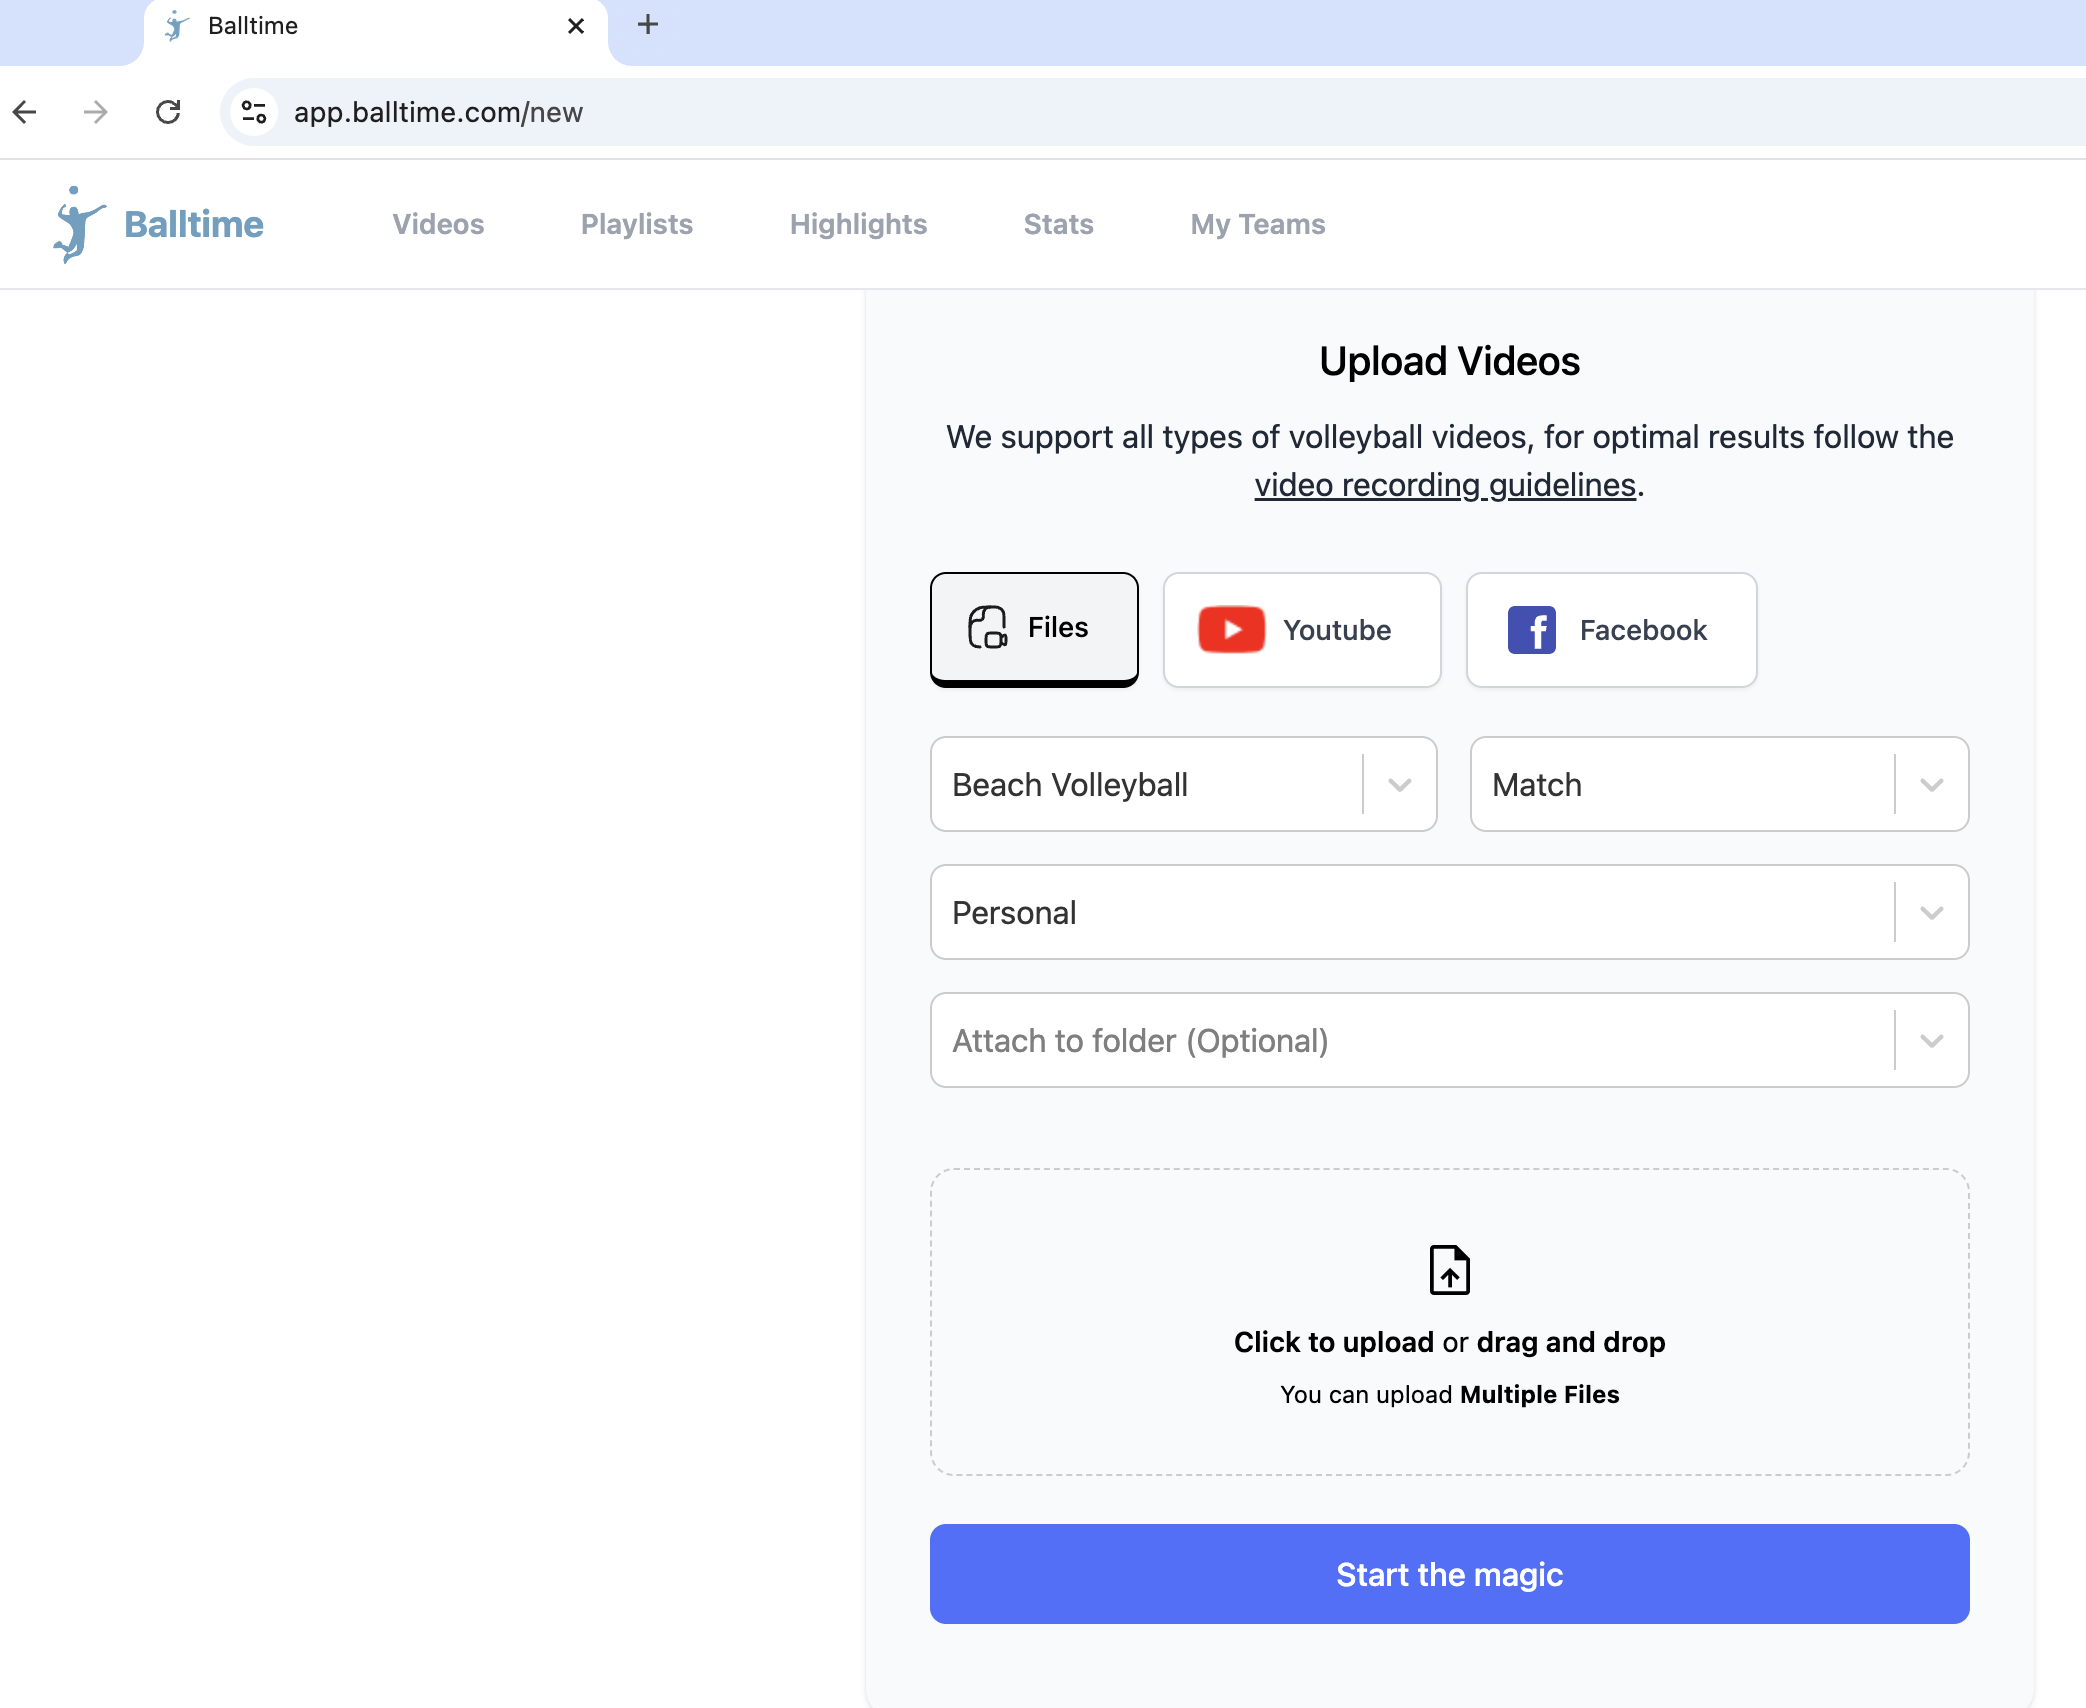 Balltime
app.balltime.com/new
Balltime Videos Playlists Highlights Stats My Teams
Upload Videos
We support all types of volleyball videos, for optimal results follow the
video recording guidelines.
Files Youtube Facebook
Beach Volleyball Match
Personal
Attach to folder (Optional)
Click to upload or drag and drop
You can upload Multiple Files
Start the magic